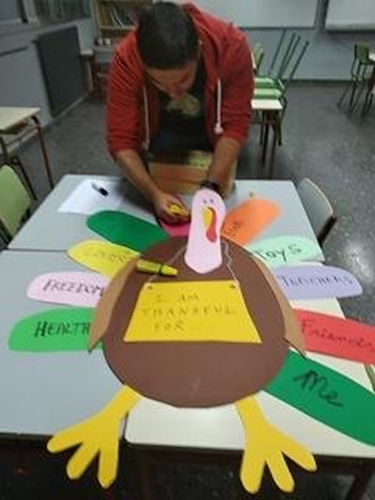 I AM
THANKFUL
FOR...
FREEDOM
HEALTH
TOYS
TEACHERS
FRIENDS
Me